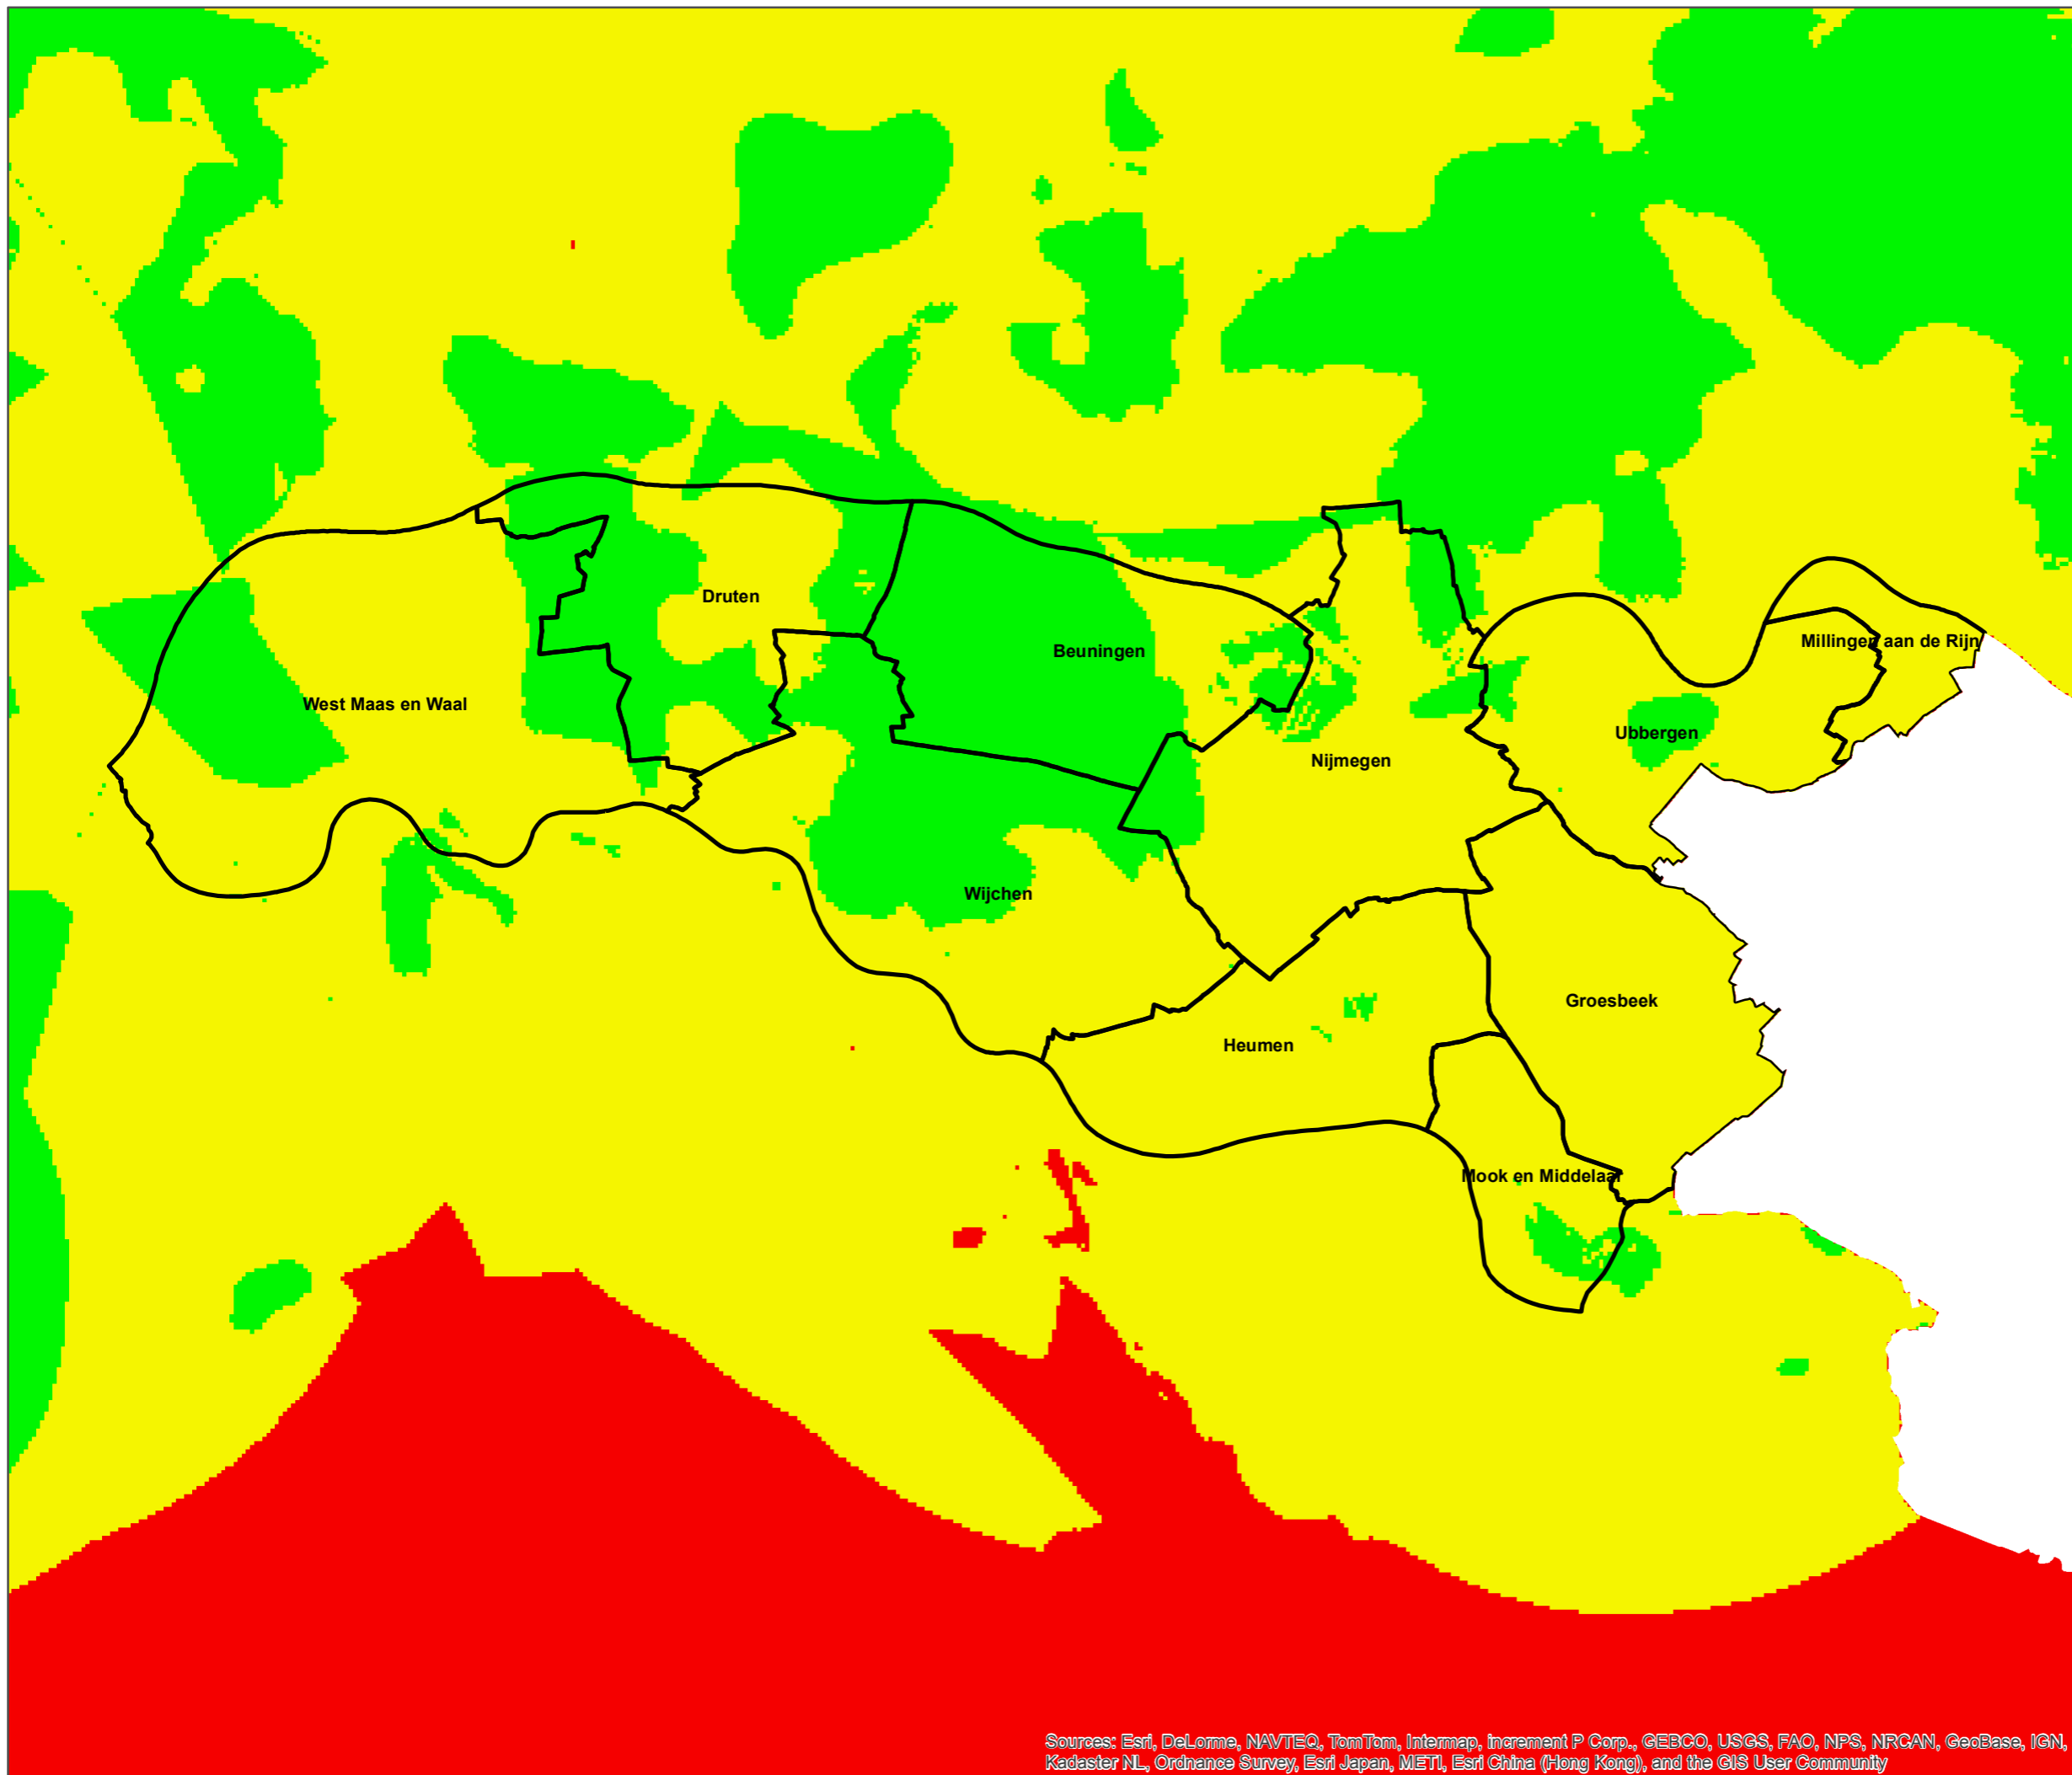 Druten
Millingen aan de Rijn
Beuningen
West Maas en Waal
Ubbergen
Nijmegen
Wijchen
Groesbeek
Heumen
Mook en Middelaar
Sources: Esri, DeLorme, NAVTEQ, TomTom, Intermap, increment P Corp., GEBCO, USGS, FAO, NPS, NRCAN, GeoBase, IGN,
Kadaster NL, Ordnance Survey, Esri Japan, METI, Esri China (Hong Kong), and the GIS User Community